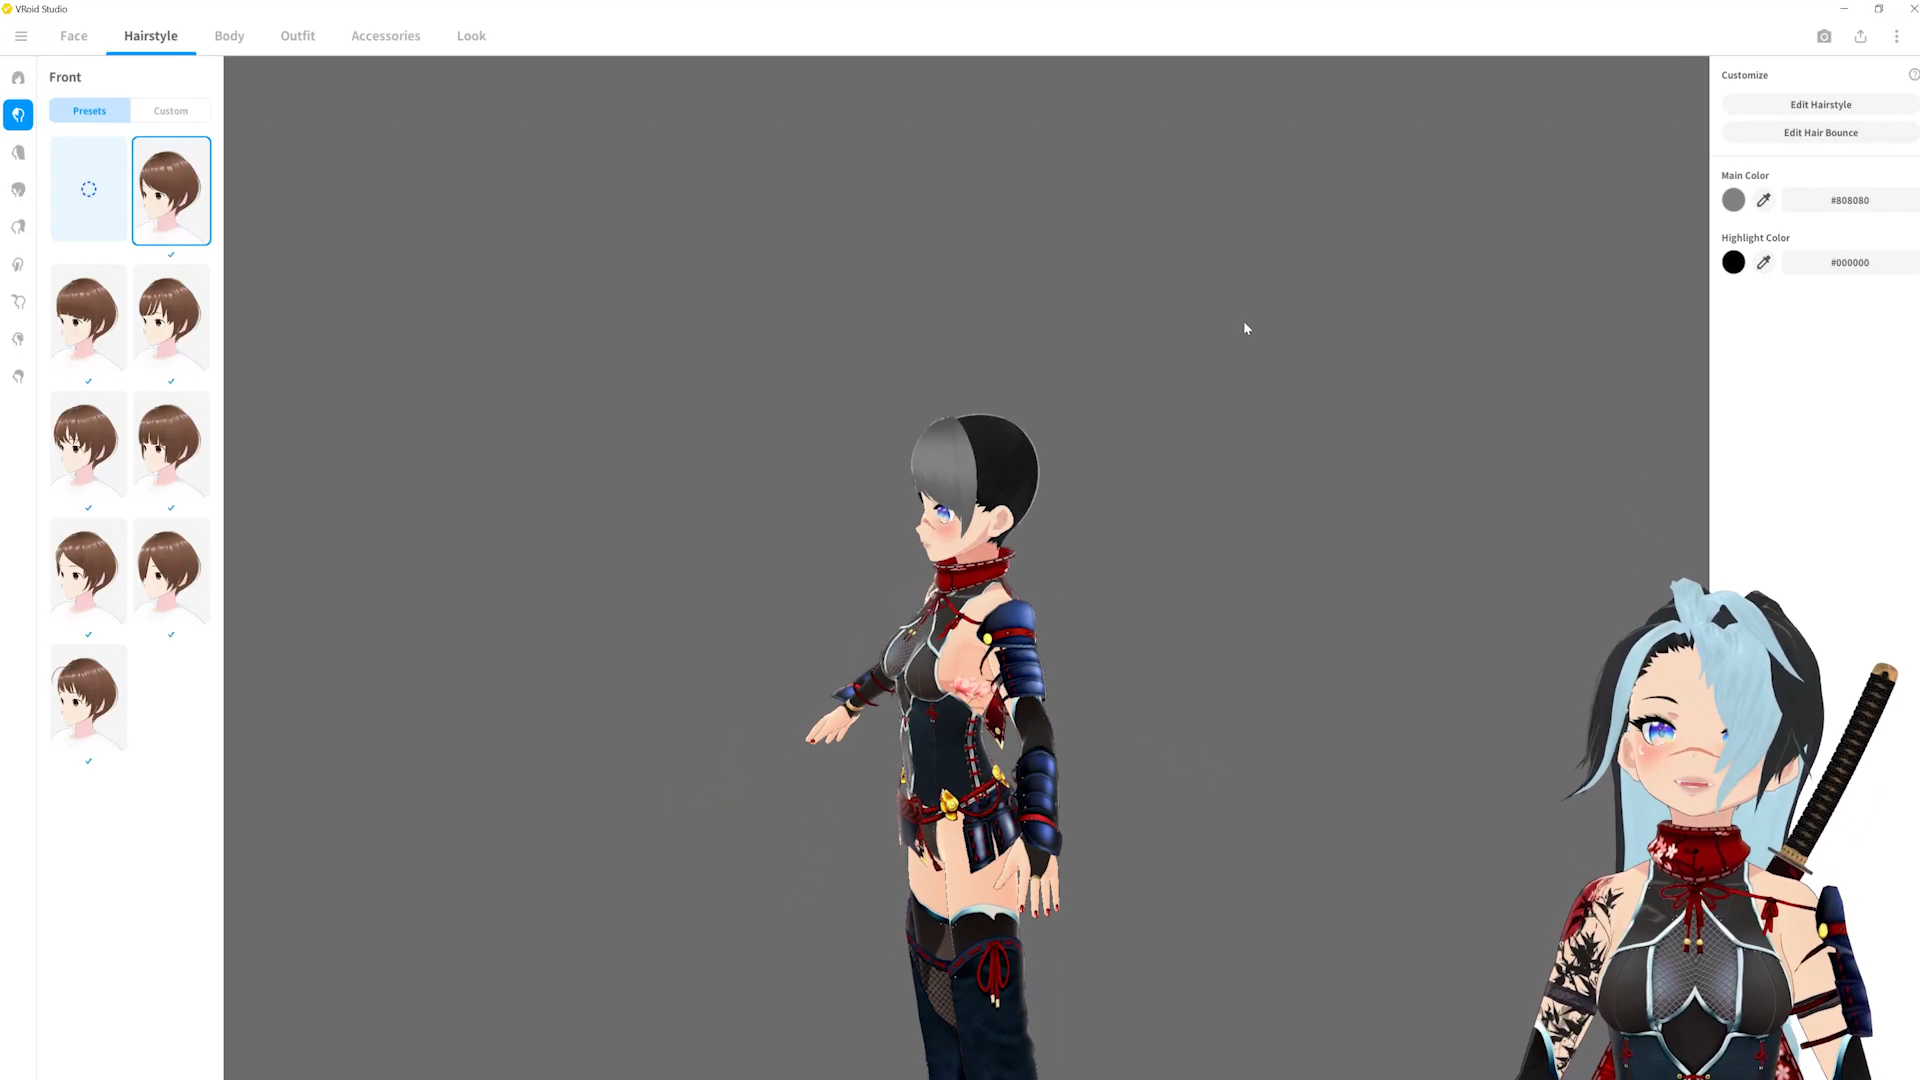 VRoid Studio
Face
Hairstyle
Body
Outfit
Accessories
Look
Front
Presets
Custom
Customize
Edit Hairstyle
Edit Hair Bounce
Main Color
#808080
Highlight Color
#000000